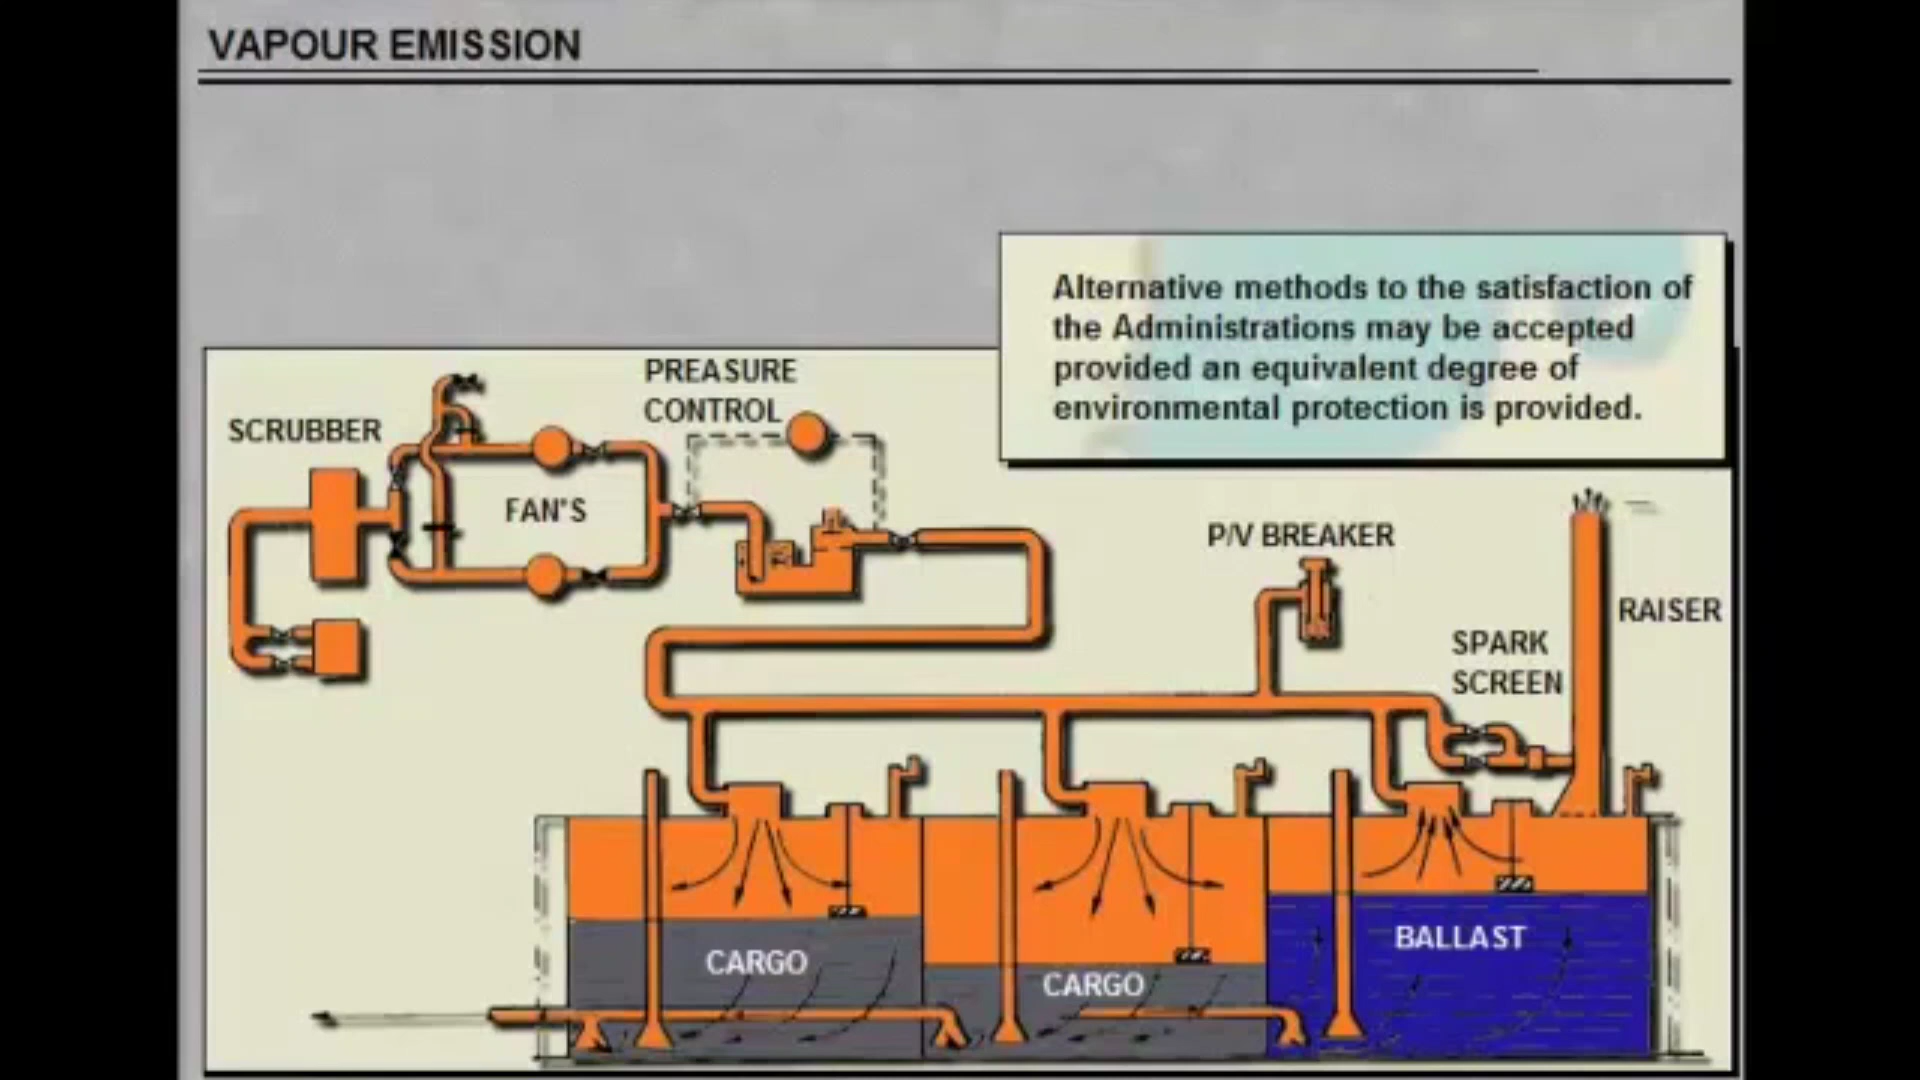 VAPOUR EMISSION
Alternative methods to the satisfaction of
the Administrations may be accepted
provided an equivalent degree of
environmental protection is provided.
PREASURE
CONTROL
SCRUBBER
FAN'S
P/V BREAKER
RAISER
SPARK
SCREEN
CARGO
CARGO
BALLAST